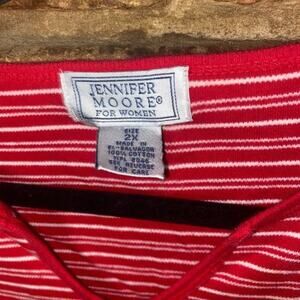 JENNIFER
MOORE®
FOR WOMEN
SIZE
2X
MADE IN
EL-SALVADOR
100% COTTON
SEE REVERSE
FOR CARE